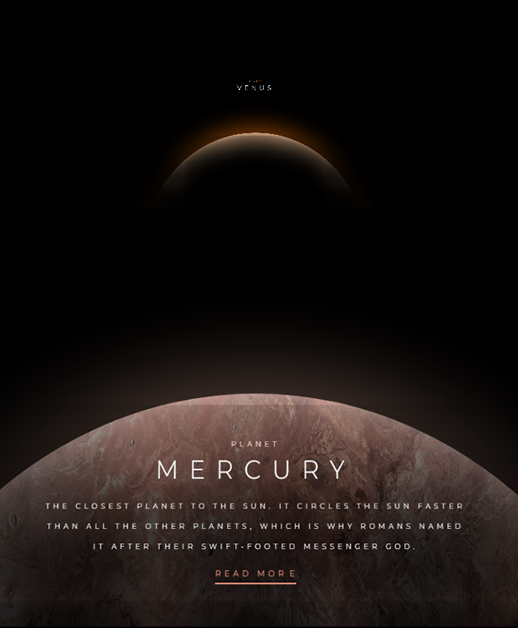 VENUS
PLANET
MERCURY
THE CLOSEST PLANET TO THE SUN. IT CIRCLES THE SUN FASTER
THAN ALL THE OTHER PLANETS, WHICH IS WHY ROMANS NAMED
IT AFTER THEIR SWIFT-FOOTED MESSENGER GOD.
READ MORE